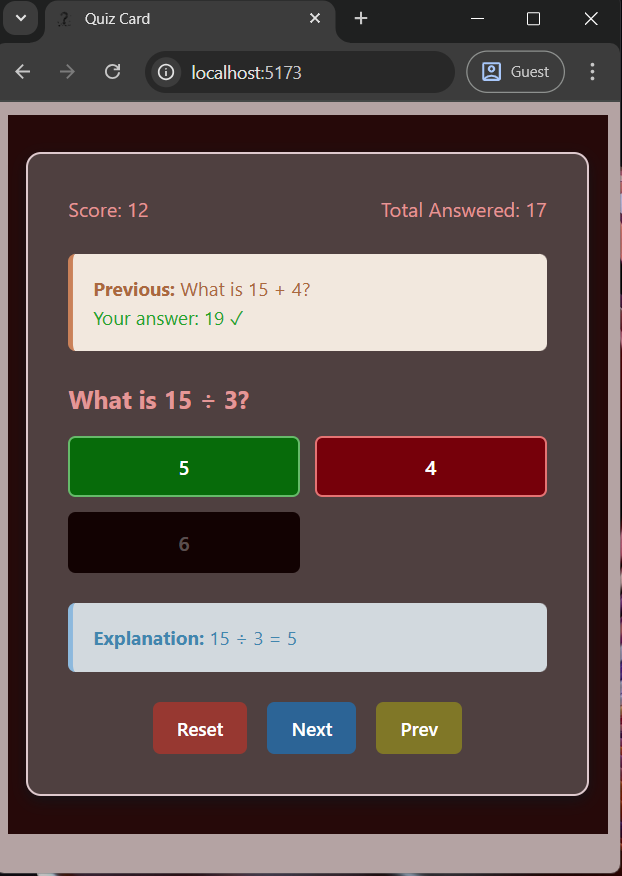 Quiz Card
localhost:5173
Guest
Score: 12
Total Answered: 17
Previous: What is 15 + 4?
Your answer: 19 ✓
What is 15 ÷ 3?
5
4
6
Explanation: 15 ÷ 3 = 5
Reset
Next
Prev